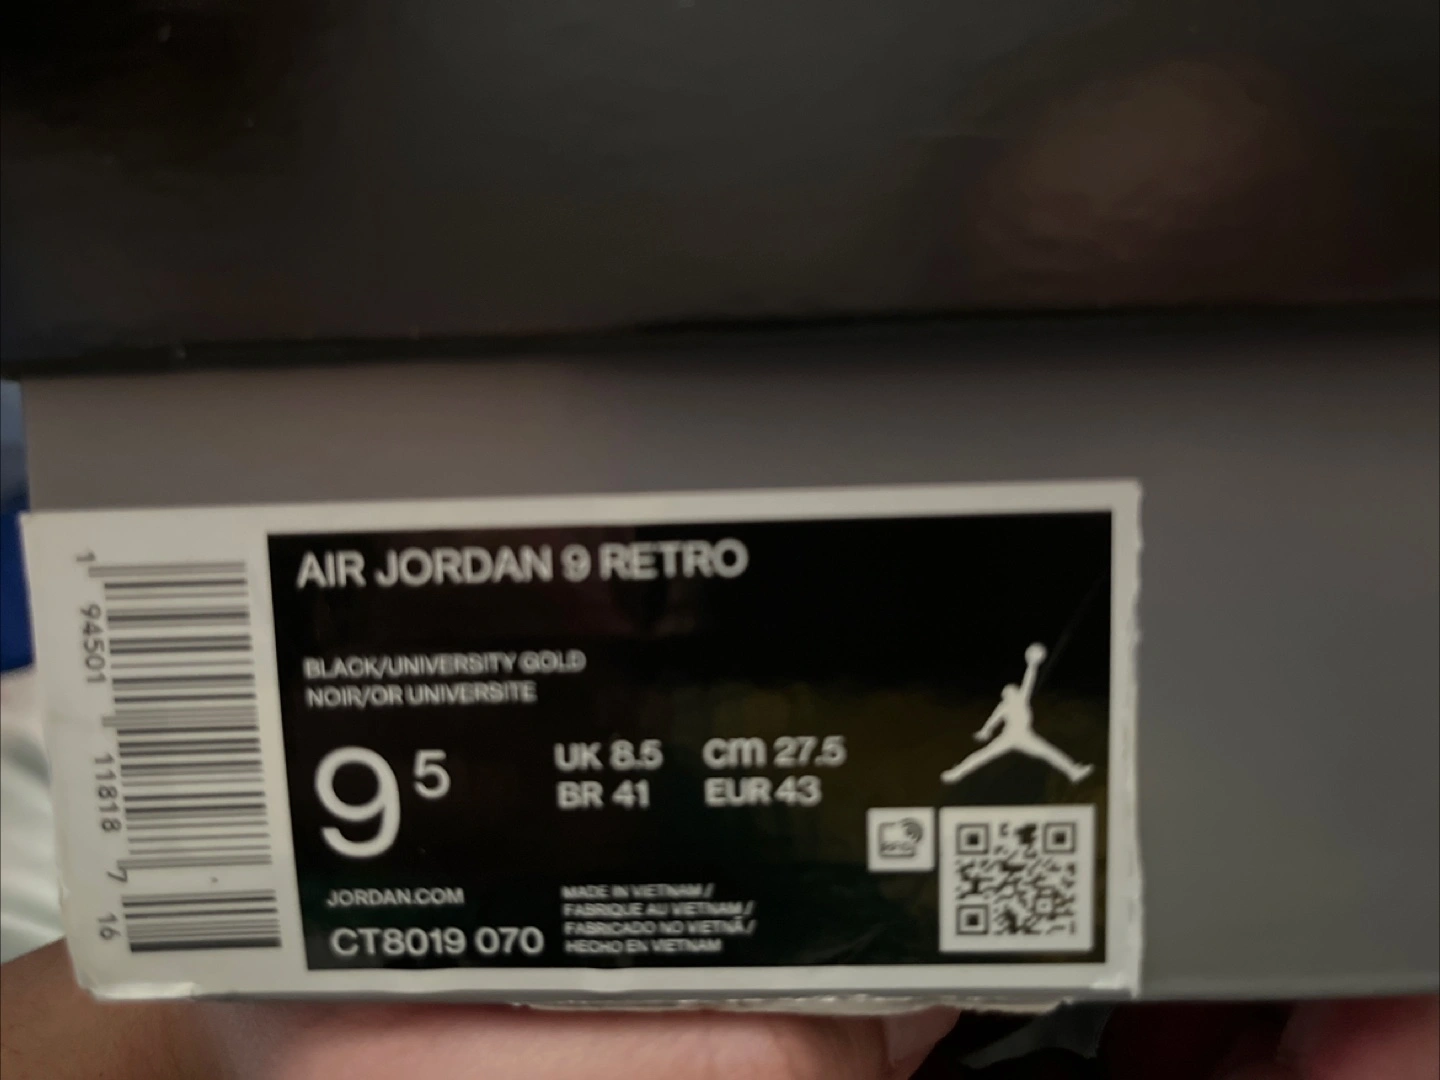 AIR JORDAN 9 RETRO
BLACK/UNIVERSITY GOLD
NOIR/OR UNIVERSITE
9 5
UK 8.5 cm 27.5
BR 41 EUR 43
JORDAN.COM
CT8019 070
MADE IN VIETNAM /
FABRIQUE AU VIETNAM /
FABRICADO NO VIETNÃ /
HECHO EN VIETNAM
1 94501 11818 7 16